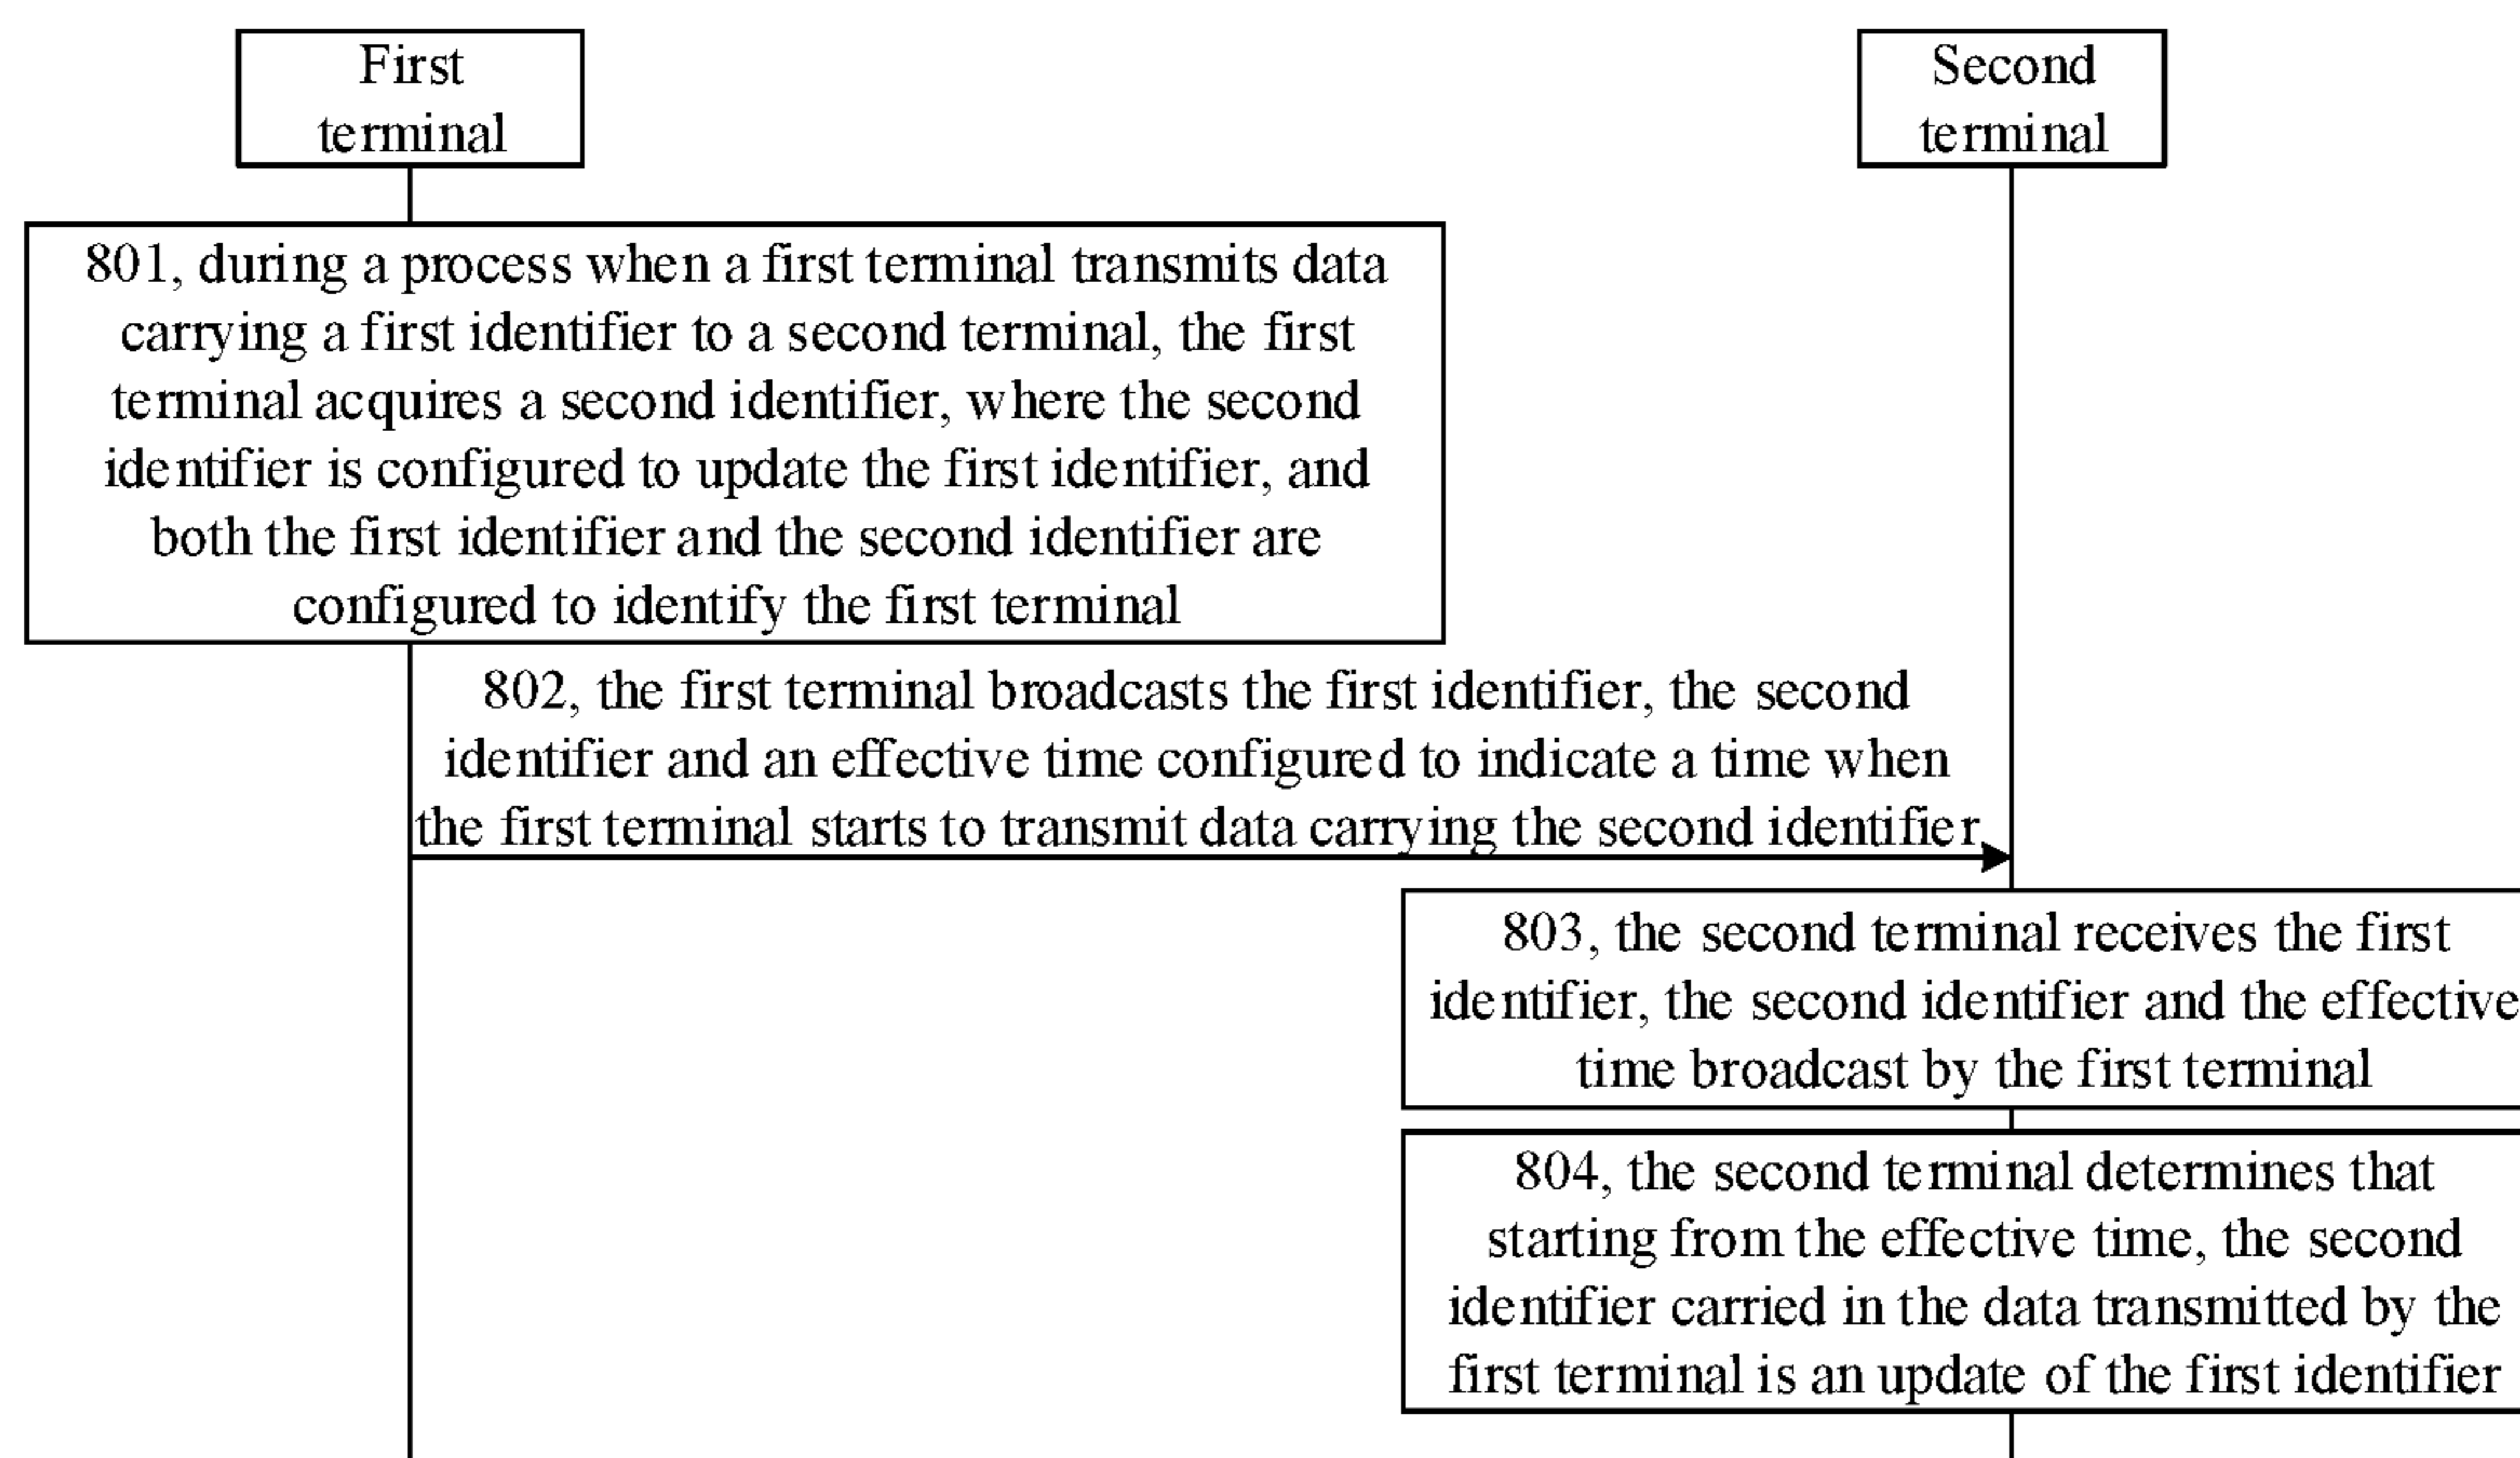 First
terminal
Second
terminal
801, during a process when a first terminal transmits data
carrying a first identifier to a second terminal, the first
terminal acquires a second identifier, where the second
identifier is configured to update the first identifier, and
both the first identifier and the second identifier are
configured to identify the first terminal
802, the first terminal broadcasts the first identifier, the second
identifier and an effective time configured to indicate a time when
the first terminal starts to transmit data carrying the second identifier
803, the second terminal receives the first
identifier, the second identifier and the effective
time broadcast by the first terminal
804, the second terminal determines that
starting from the effective time, the second
identifier carried in the data transmitted by the
first terminal is an update of the first identifier